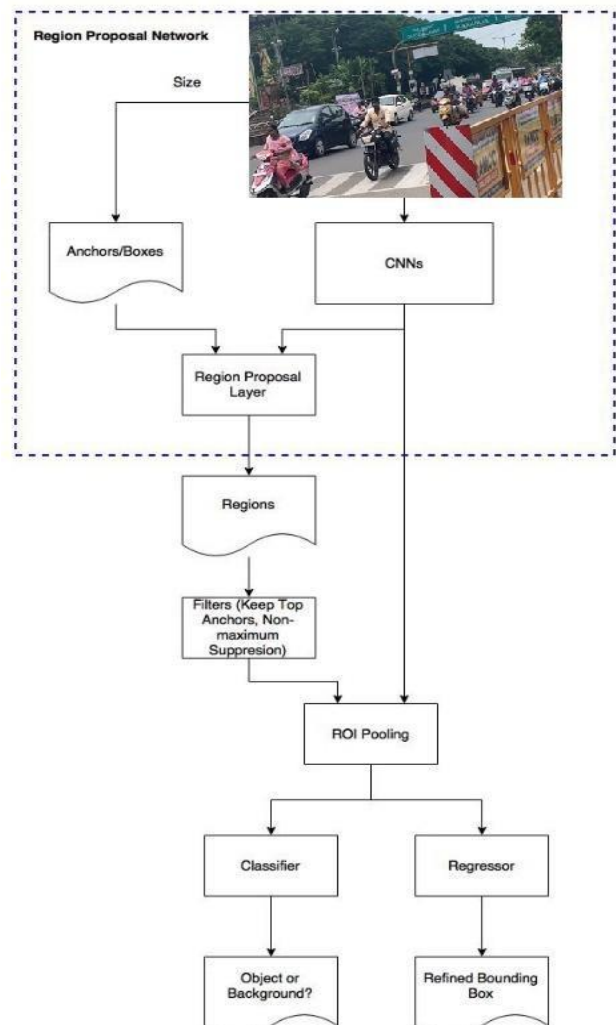 Region Proposal Network
Size
Anchors/Boxes
CNNs
Region Proposal
Layer
Regions
Filters (Keep Top
Anchors, Non-
maximum
Suppresion)
ROI Pooling
Classifier
Regressor
Object or
Background?
Refined Bounding
Box